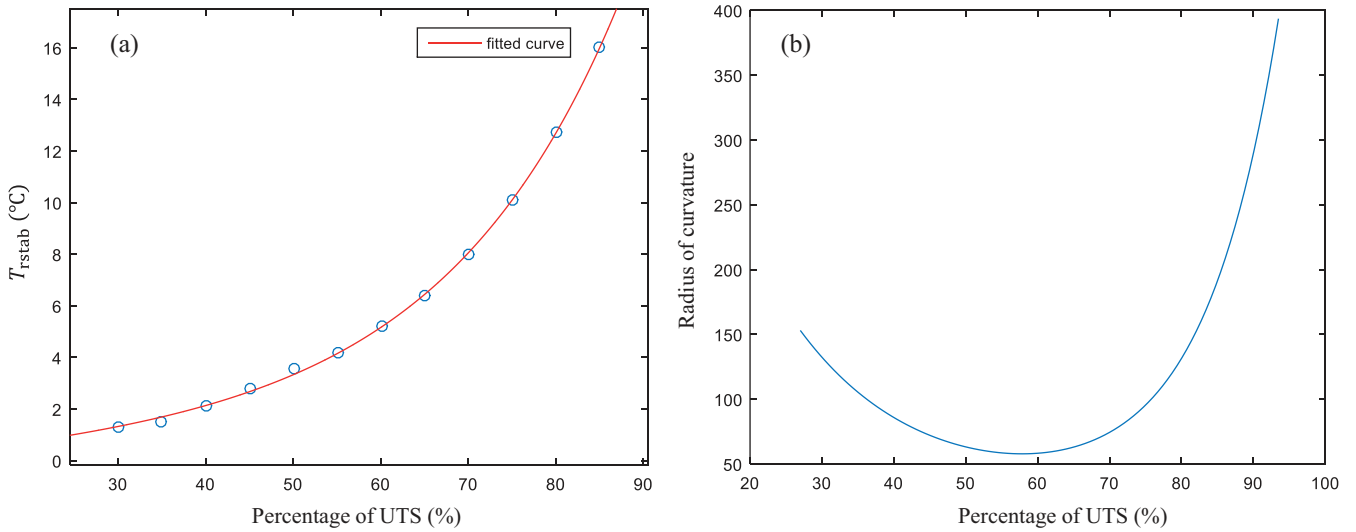 (a)
fitted curve
16
14
12
10
8
6
4
2
0
T_rstab (°C)
30 40 50 60 70 80 90
Percentage of UTS (%)
(b)
400
350
300
250
200
150
100
50
Radius of curvature
20 30 40 50 60 70 80 90 100
Percentage of UTS (%)